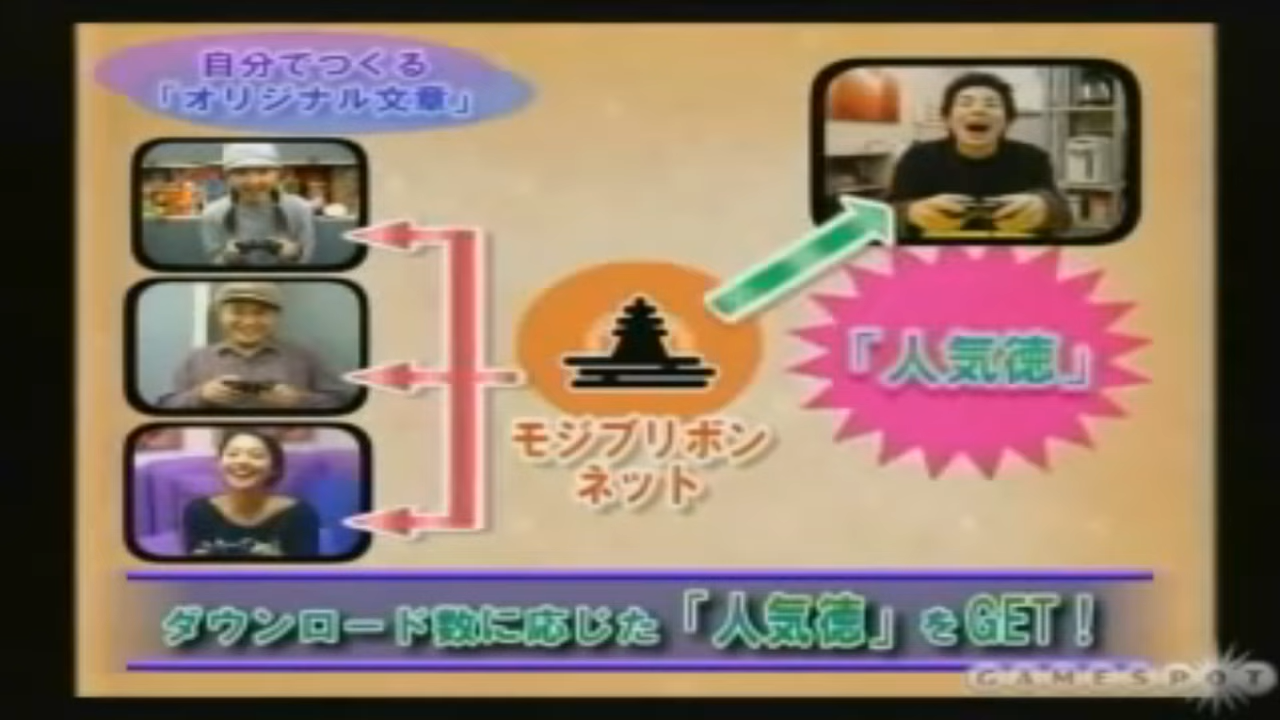 自分でつくる
「オリジナル文章」
モジブリボン
ネット
「人気徳」
ダウンロード数に応じた「人気徳」をGET!
GAMESPOT